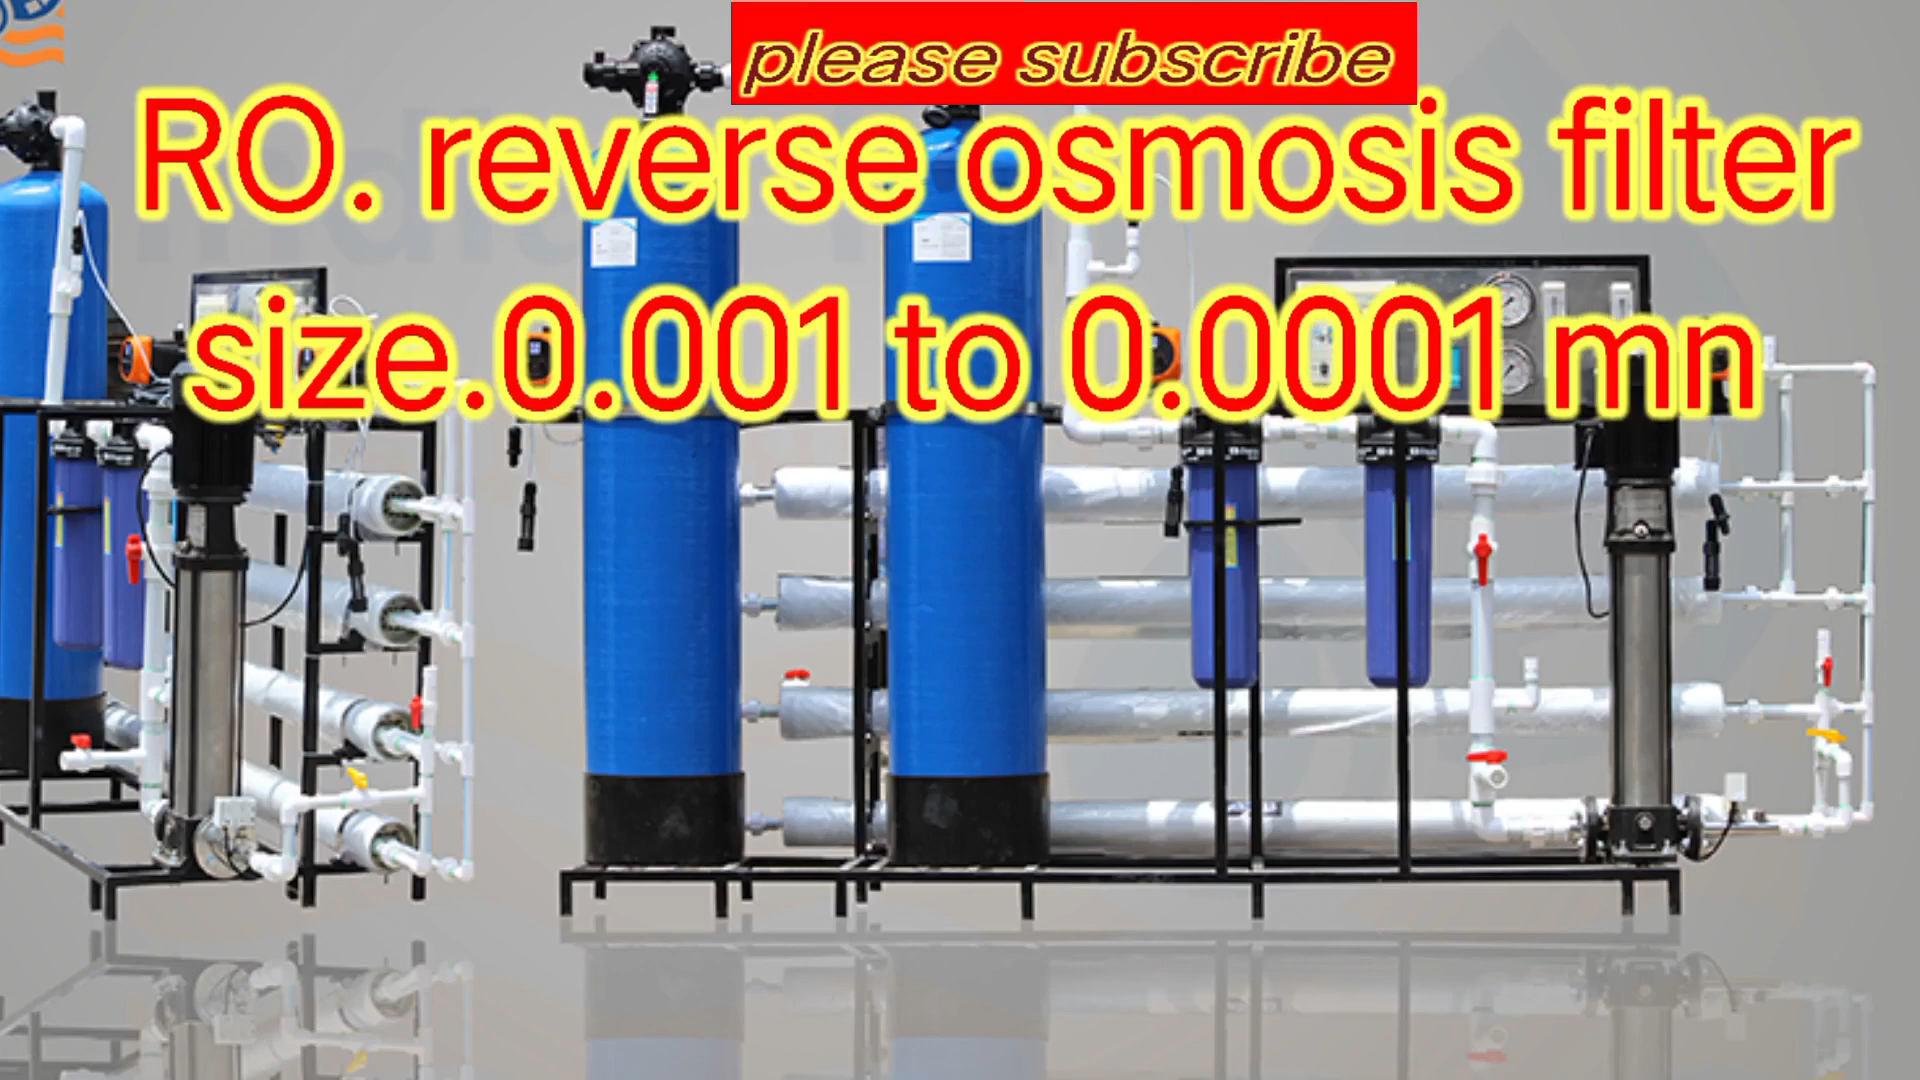 please subscribe
RO. reverse osmosis filter
size.0.001 to 0.0001 mn